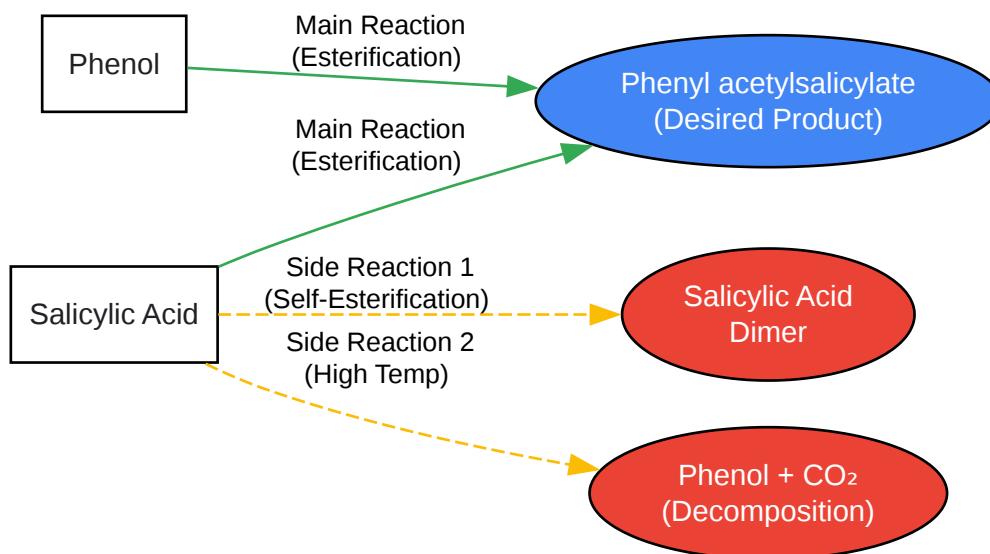 Phenol
Main Reaction
(Esterification)
Phenyl acetylsalicylate
(Desired Product)
Main Reaction
(Esterification)
Salicylic Acid
Side Reaction 1
(Self-Esterification)
Salicylic Acid
Dimer
Side Reaction 2
(High Temp)
Phenol + CO₂
(Decomposition)